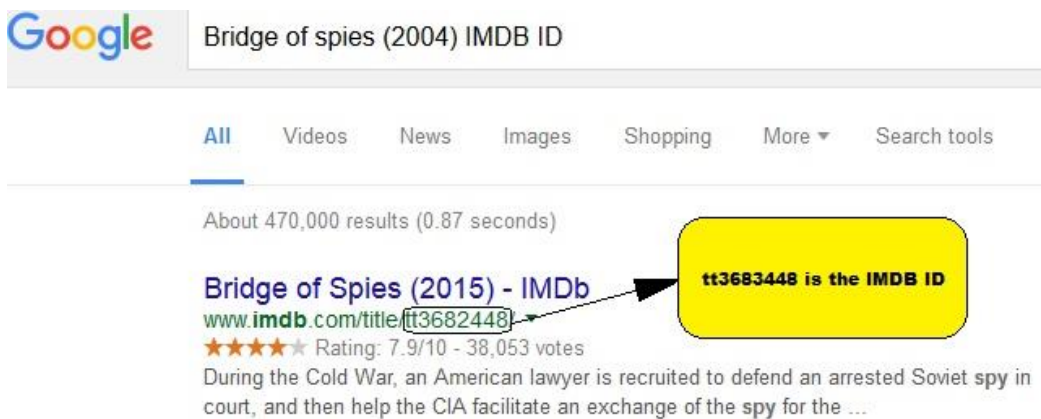 Google
Bridge of spies (2004) IMDB ID
All Videos News Images Shopping More Search tools
About 470,000 results (0.87 seconds)
Bridge of Spies (2015) - IMDb
www.imdb.com/title/tt3682448/
Rating: 7.9/10 - 38,053 votes
During the Cold War, an American lawyer is recruited to defend an arrested Soviet spy in
court, and then help the CIA facilitate an exchange of the spy for the ...
tt3683448 is the IMDB ID